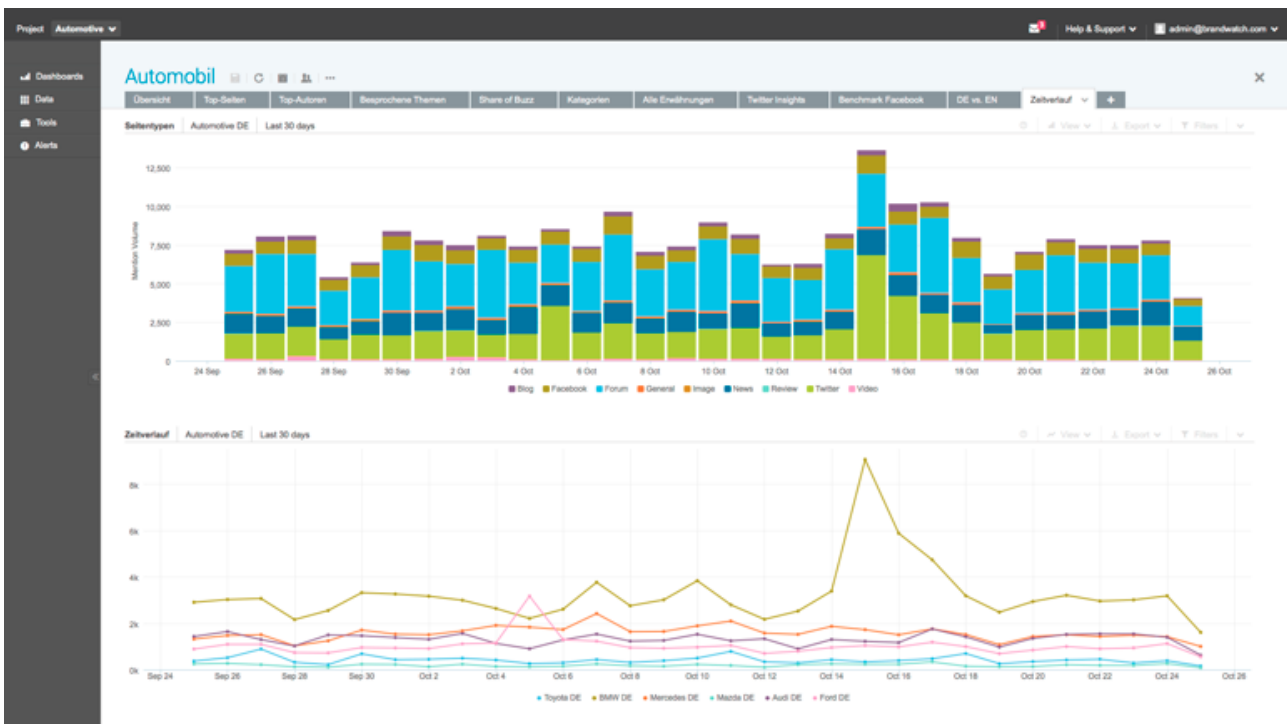 Project Automotive 3 Help & Support admin@brandwatch.com
Dashboards
Data
Tools
Alerts
Automobil
Übersicht Top-Seiten Top-Autoren Besprochene Themen Share of Buzz Kategorien Alle Erwähnungen Twitter Insights Benchmark Facebook DE vs. EN Zeitverlauf +
Seitentypen Automotive DE Last 30 days View Export Filters
Mention Volume
12,500
10,000
7,500
5,000
2,500
0
24 Sep 26 Sep 28 Sep 30 Sep 2 Oct 4 Oct 6 Oct 8 Oct 10 Oct 12 Oct 14 Oct 16 Oct 18 Oct 20 Oct 22 Oct 24 Oct 26 Oct
Blog Facebook Forum General Image News Review Twitter Video
Zeitverlauf Automotive DE Last 30 days View Export Filters
8k
6k
4k
2k
0k
Sep 24 Sep 26 Sep 28 Sep 30 Oct 2 Oct 4 Oct 6 Oct 8 Oct 10 Oct 12 Oct 14 Oct 16 Oct 18 Oct 20 Oct 22 Oct 24 Oct 26
Toyota DE BMW DE Mercedes DE Mazda DE Audi DE Ford DE